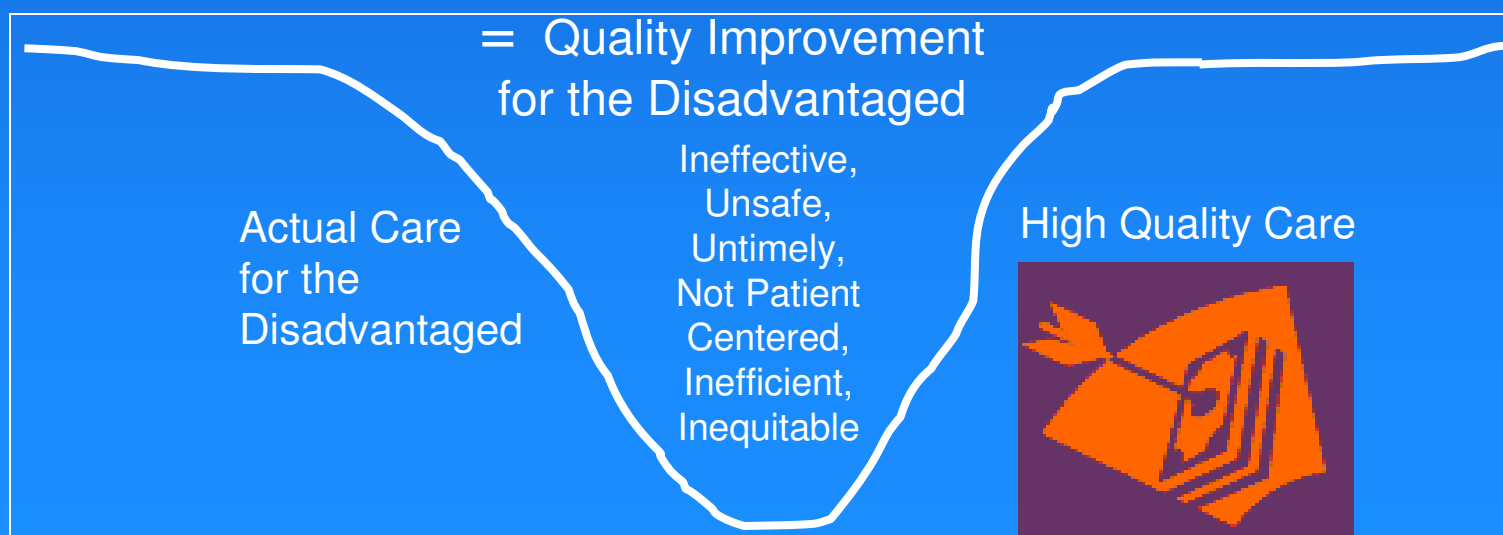 = Quality Improvement
for the Disadvantaged
Ineffective,
Unsafe,
Untimely,
Not Patient
Centered,
Inefficient,
Inequitable
Actual Care
for the
Disadvantaged
High Quality Care